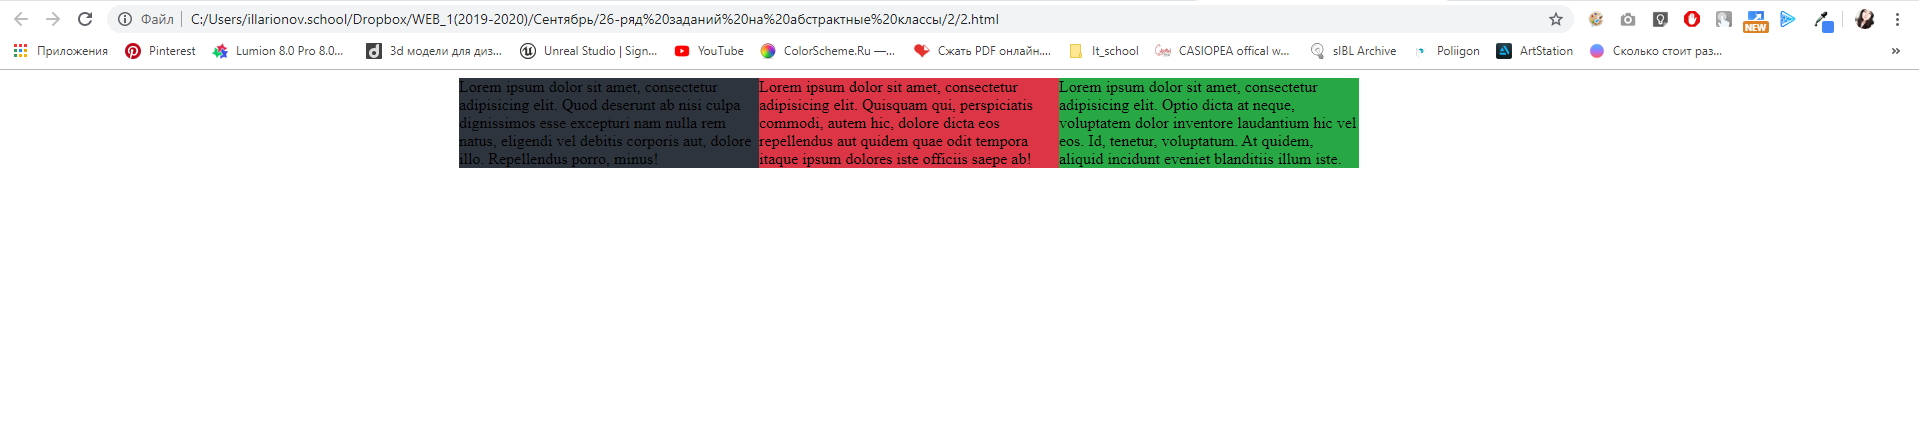 Файл | C:/Users/illarionov.school/Dropbox/WEB_1(2019-2020)/Сентябрь/26-ряд%20заданий%20на%20абстрактные%20классы/2/2.html
NEW
Приложения Pinterest Lumion 8.0 Pro 8.0... 3d модели для диз... Unreal Studio | Sign... YouTube ColorScheme.Ru —... Сжать PDF онлайн.... It_school CASIOPEA offical w... sIBL Archive Poliigon ArtStation Сколько стоит раз... »
Lorem ipsum dolor sit amet, consectetur
adipisicing elit. Quod deserunt ab nisi culpa
dignissimos esse excepturi nam nulla rem
natus, eligendi vel debitis corporis aut, dolore
illo. Repellendus porro, minus!
Lorem ipsum dolor sit amet, consectetur
adipisicing elit. Quisquam qui, perspiciatis
commodi, autem hic, dolore dicta eos
repellendus aut quidem quae odit tempora
itaque ipsum dolores iste officiis saepe ab!
Lorem ipsum dolor sit amet, consectetur
adipisicing elit. Optio dicta at neque,
voluptatem dolor inventore laudantium hic vel
eos. Id, tenetur, voluptatum. At quidem,
aliquid incidunt eveniet blanditiis illum iste.